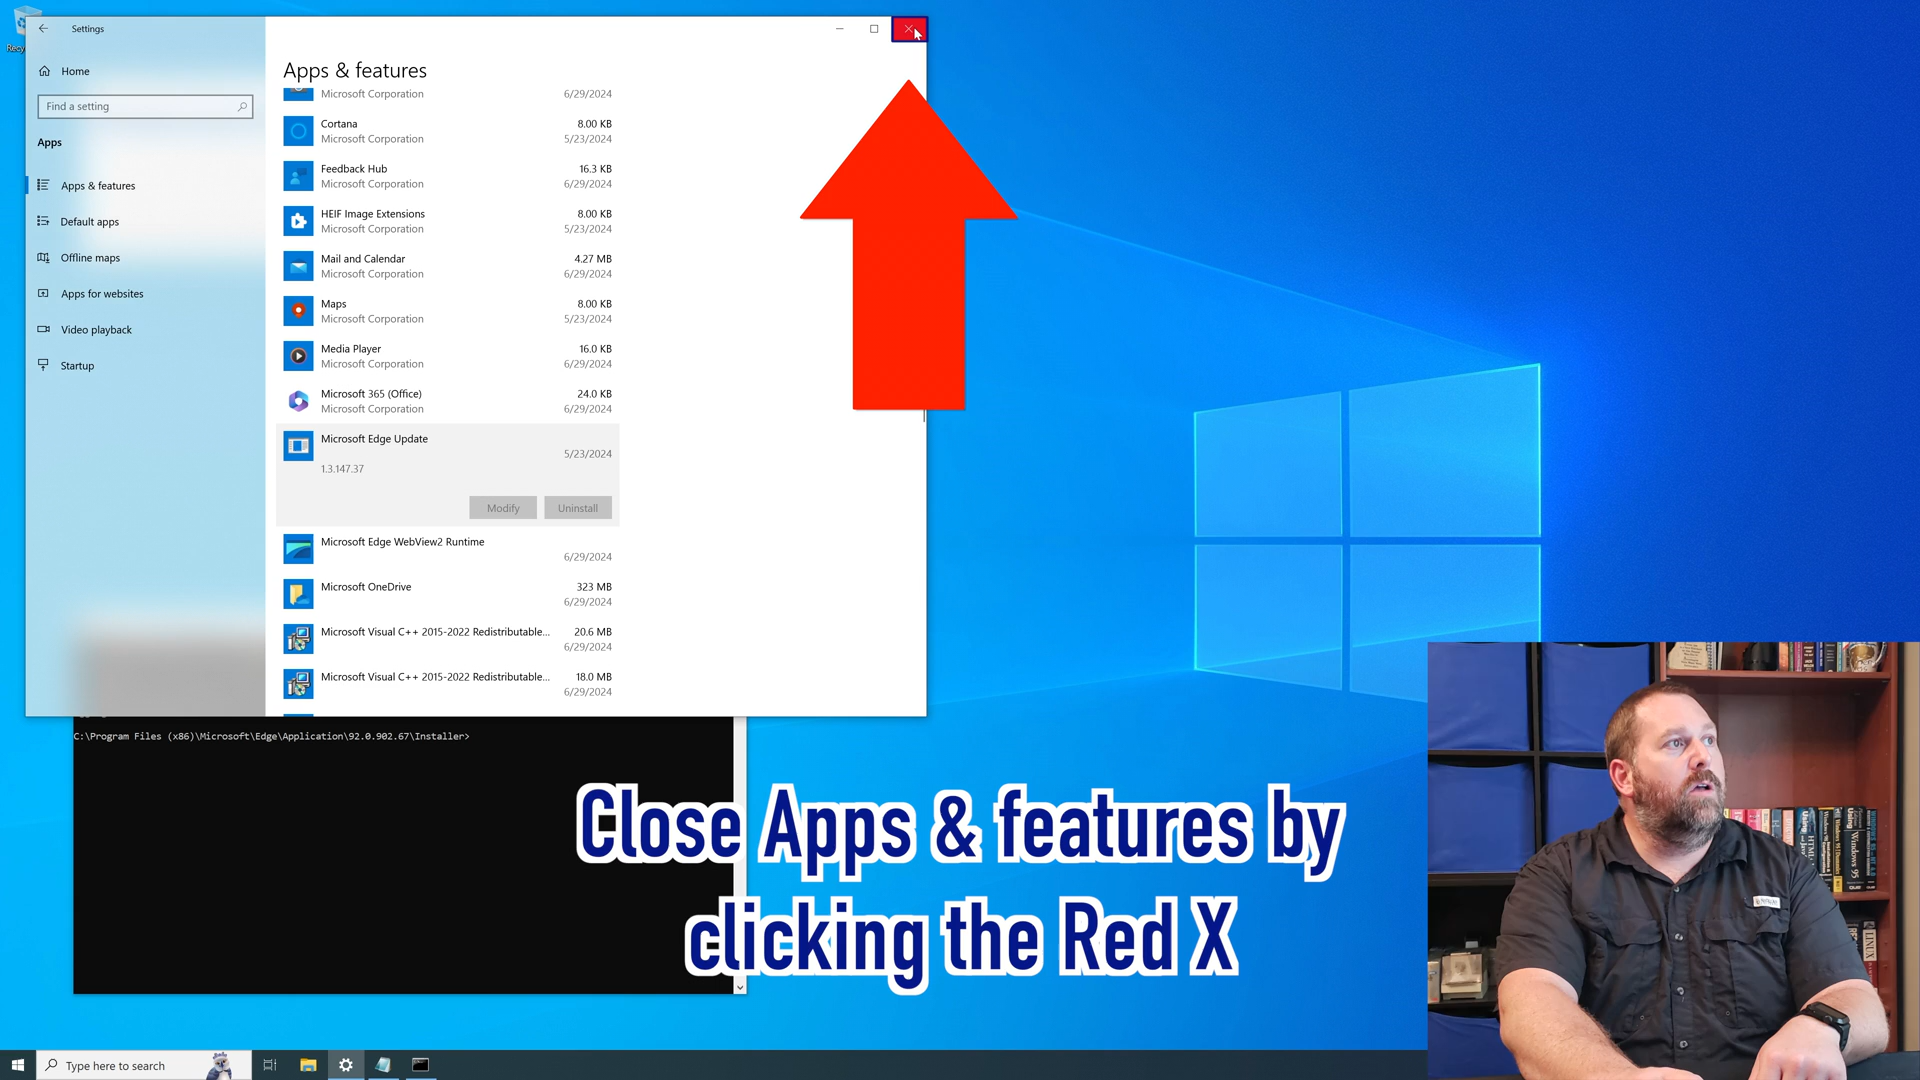 Recy
Settings
Home
Find a setting
Apps
Apps & features
Default apps
Offline maps
Apps for websites
Video playback
Startup
Apps & features
Microsoft Corporation 6/29/2024
Cortana 8.00 KB
Microsoft Corporation 5/23/2024
Feedback Hub 16.3 KB
Microsoft Corporation 6/29/2024
HEIF Image Extensions 8.00 KB
Microsoft Corporation 5/23/2024
Mail and Calendar 4.27 MB
Microsoft Corporation 6/29/2024
Maps 8.00 KB
Microsoft Corporation 5/23/2024
Media Player 16.0 KB
Microsoft Corporation 6/29/2024
Microsoft 365 (Office) 24.0 KB
Microsoft Corporation 6/29/2024
Microsoft Edge Update
5/23/2024
1.3.147.37
Modify Uninstall
Microsoft Edge WebView2 Runtime
6/29/2024
Microsoft OneDrive 323 MB
6/29/2024
Microsoft Visual C++ 2015-2022 Redistributable... 20.6 MB
6/29/2024
Microsoft Visual C++ 2015-2022 Redistributable... 18.0 MB
6/29/2024
C:\Program Files (x86)\Microsoft\Edge\Application\92.0.902.67\Installer>
Close Apps & features by
clicking the Red X
Windows 95
LINUX
Type here to search